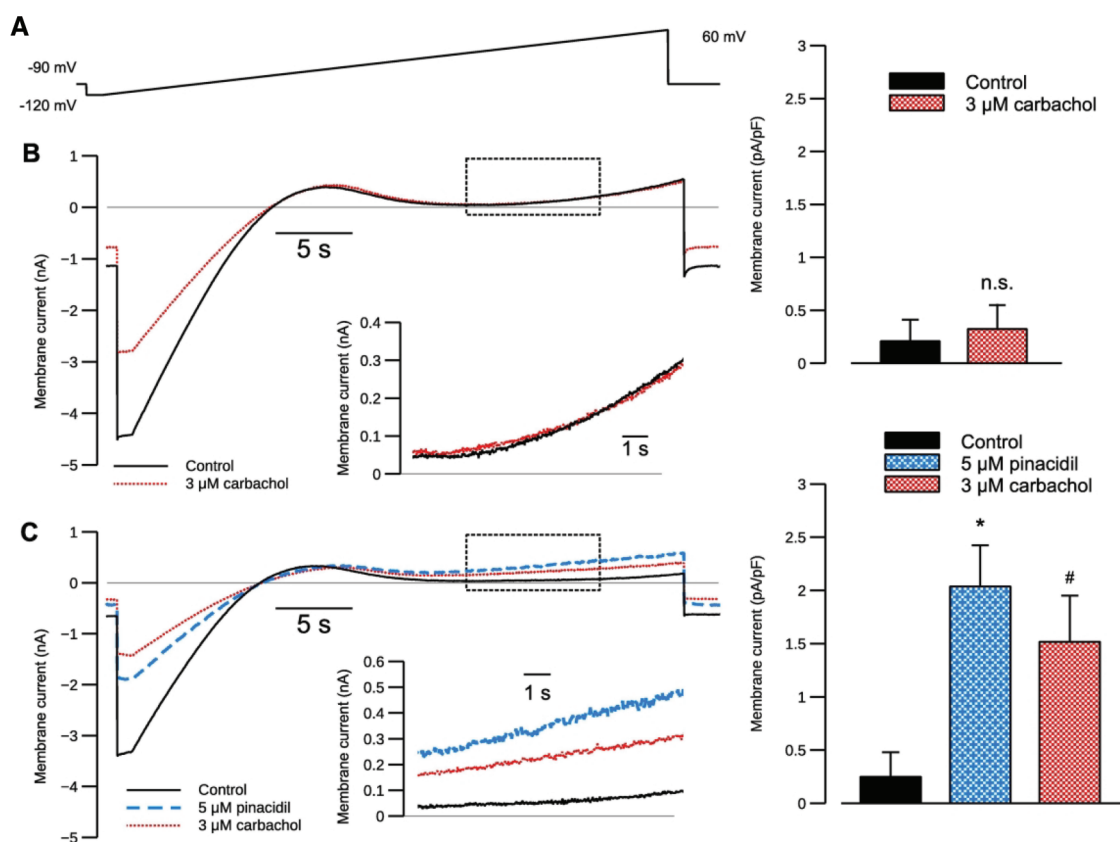 A
-90 mV
-120 mV
60 mV
B
Membrane current (nA)
1
0
−1
−2
−3
−4
−5
5 s
Membrane current (nA)
0.4
0.3
0.2
0.1
0
1 s
Control
3 µM carbachol
Membrane current (pA/pF)
3
2.5
2
1.5
1
0.5
0
Control
3 µM carbachol
n.s.
C
Membrane current (nA)
1
0
−1
−2
−3
−4
−5
5 s
Membrane current (nA)
0.6
0.5
0.4
0.3
0.2
0.1
0
1 s
Control
5 µM pinacidil
3 µM carbachol
Control
5 µM pinacidil
3 µM carbachol
Membrane current (pA/pF)
3
2.5
2
1.5
1
0.5
0
*
#